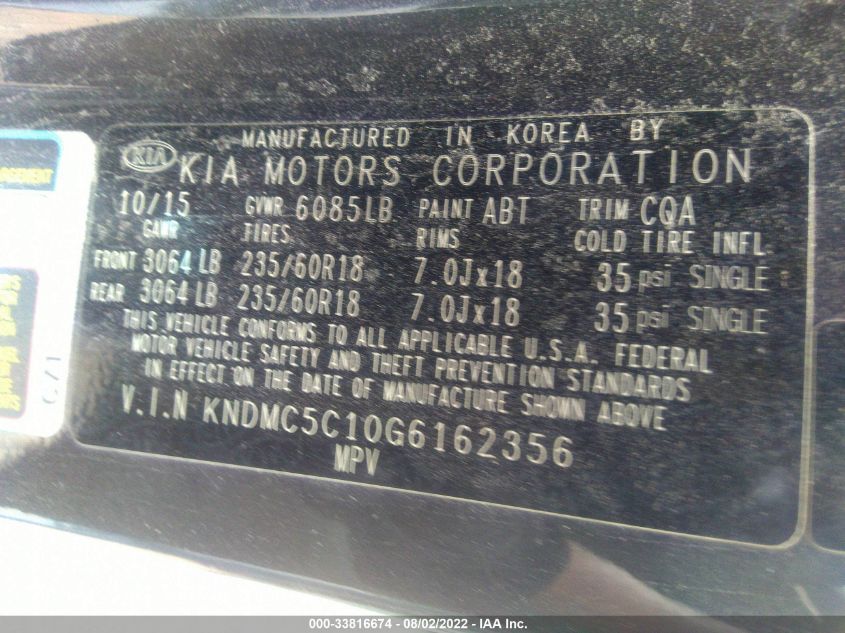 MANUFACTURED IN KOREA BY
KIA KIA MOTORS CORPORATION
10/15 GVWR 6085LB PAINT ABT TRIM CQA
GAWR TIRES RIMS COLD TIRE INFL
FRONT 3064 LB 235/60R18 7.0Jx18 35 psi SINGLE
REAR 3064 LB 235/60R18 7.0Jx18 35 psi SINGLE
THIS VEHICLE CONFORMS TO ALL APPLICABLE U.S.A. FEDERAL
MOTOR VEHICLE SAFETY AND THEFT PREVENTION STANDARDS
IN EFFECT ON THE DATE OF MANUFACTURE SHOWN ABOVE
V.I.N KNDMC5C10G6162356
MPV
000-33816674 - 08/02/2022 - IAA Inc.